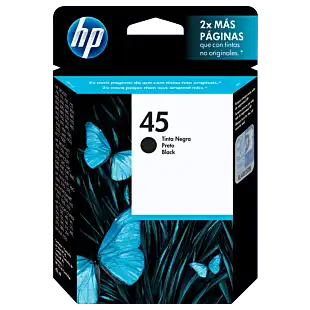 hp
2x MÁS
PÁGINAS
que con tintas
no originales.*
45
Tinta Negra
Preto
Black